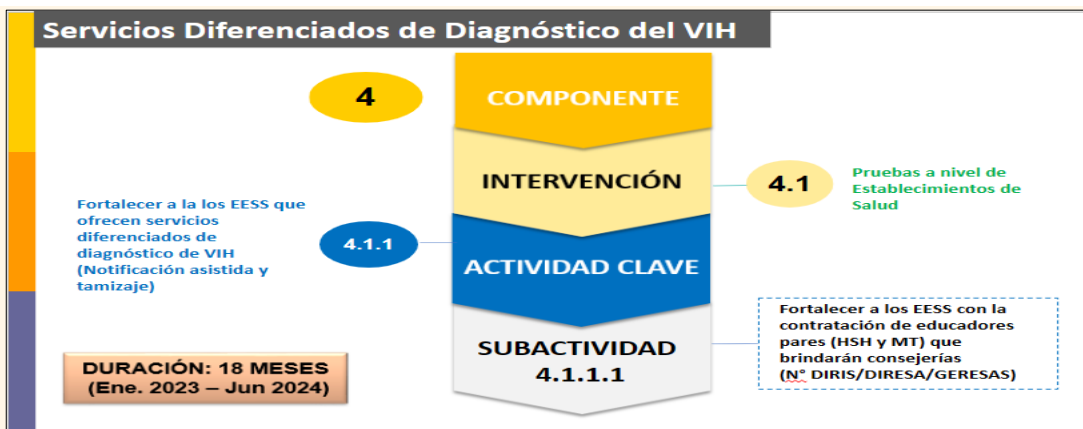 Servicios Diferenciados de Diagnóstico del VIH
4
COMPONENTE
INTERVENCIÓN
4.1
Pruebas a nivel de
Establecimientos de
Salud
Fortalecer a la los EESS que
ofrecen servicios
diferenciados de
diagnóstico de VIH
(Notificación asistida y
tamizaje)
4.1.1
ACTIVIDAD CLAVE
SUBACTIVIDAD
4.1.1.1
Fortalecer a los EESS con la
contratación de educadores
pares (HSH y MT) que
brindarán consejerías
(N° DIRIS/DIRESA/GERESAS)
DURACIÓN: 18 MESES
(Ene. 2023 – Jun 2024)